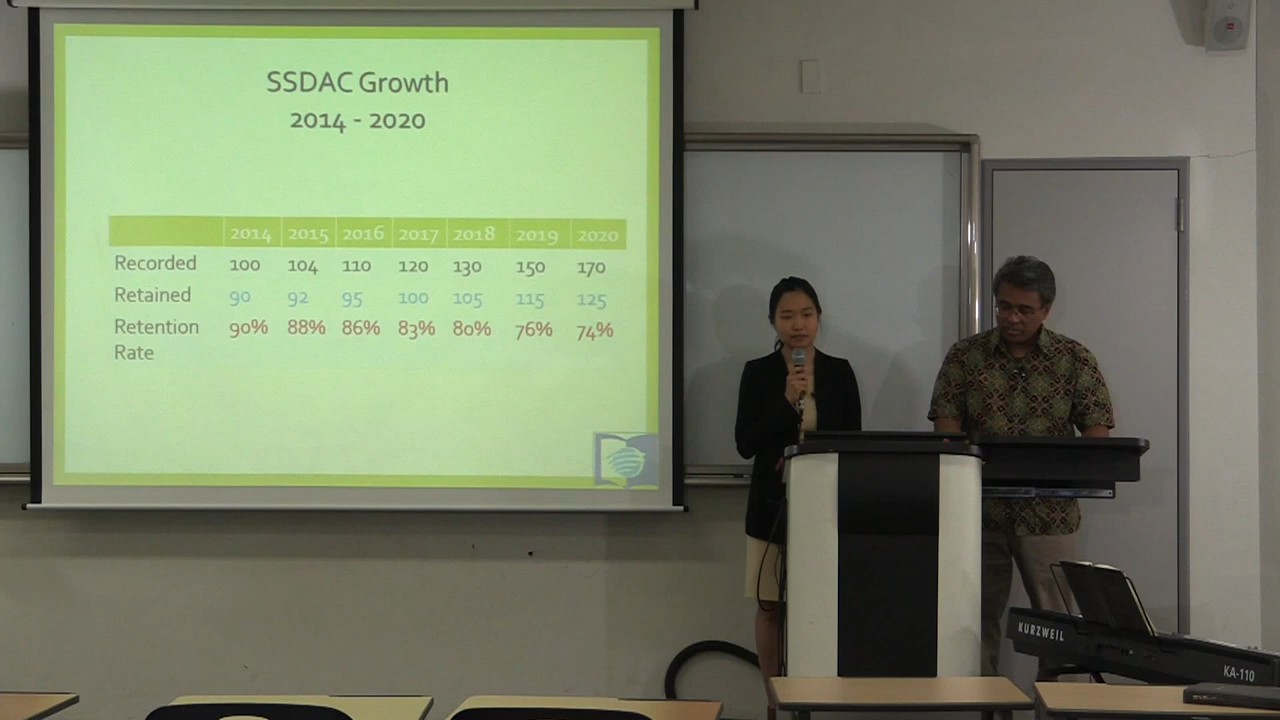 SSDAC Growth
2014 - 2020
2014 2015 2016 2017 2018 2019 2020
Recorded 100 104 110 120 130 150 170
Retained 90 92 95 100 105 115 125
Retention Rate 90% 88% 86% 83% 80% 76% 74%
KURZWEIL
KA-110